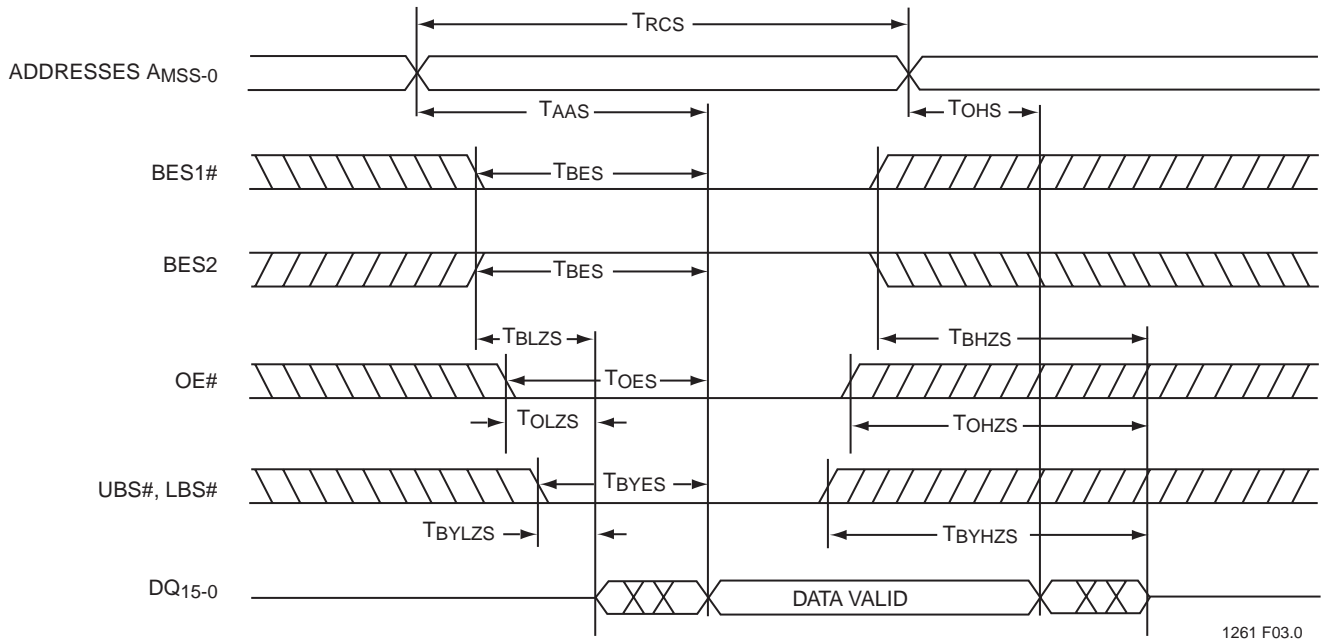 TRCS
ADDRESSES AMSS-0
TAAS
TOHS
BES1#
TBES
BES2
TBES
TBLZS
TBHZS
OE#
TOES
TOLZS
TOHZS
UBS#, LBS#
TBYES
TBYLZS
TBYHZS
DQ15-0
DATA VALID
1261 F03.0